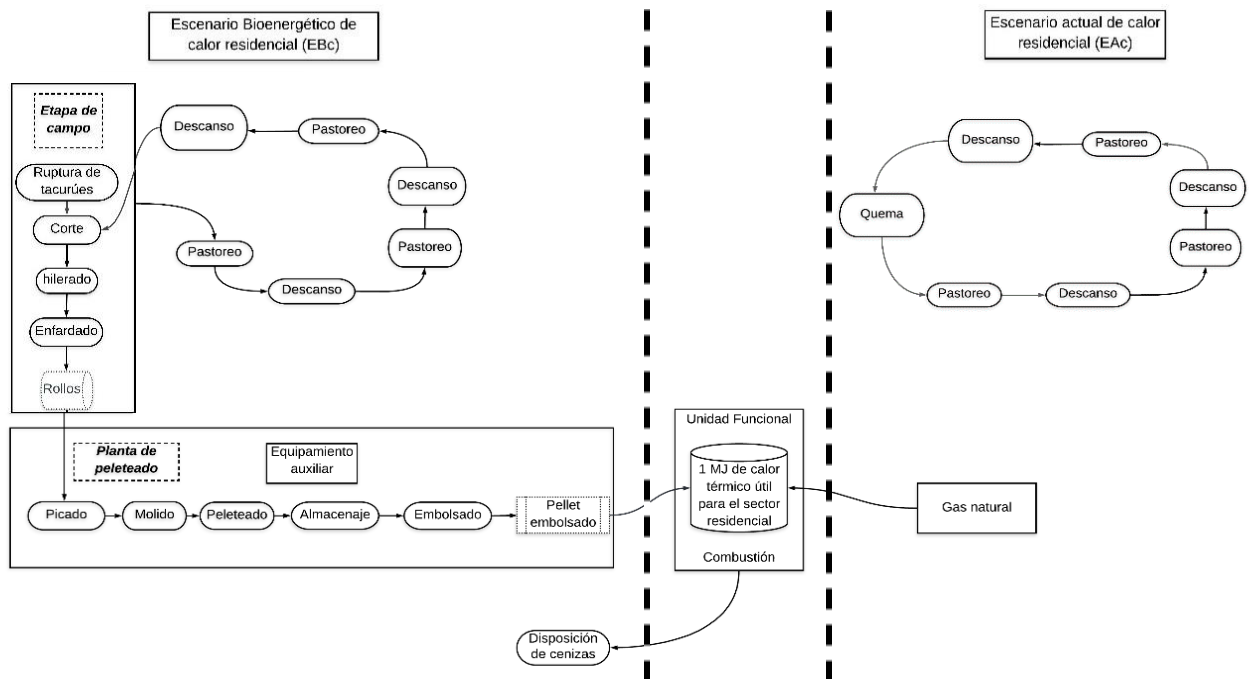 Escenario Bioenergético de
calor residencial (EBc)
Escenario actual de calor
residencial (EAc)
Etapa de
campo
Ruptura de
tacurúes
Corte
hilerado
Enfardado
Rollos
Descanso
Pastoreo
Descanso
Pastoreo
Pastoreo
Descanso
Descanso
Pastoreo
Descanso
Quema
Pastoreo
Pastoreo
Descanso
Planta de
peleteado
Equipamiento
auxiliar
Picado
Molido
Peleteado
Almacenaje
Embolsado
Pellet
embolsado
Unidad Funcional
1 MJ de calor
térmico útil
para el sector
residencial
Combustión
Gas natural
Disposición
de cenizas